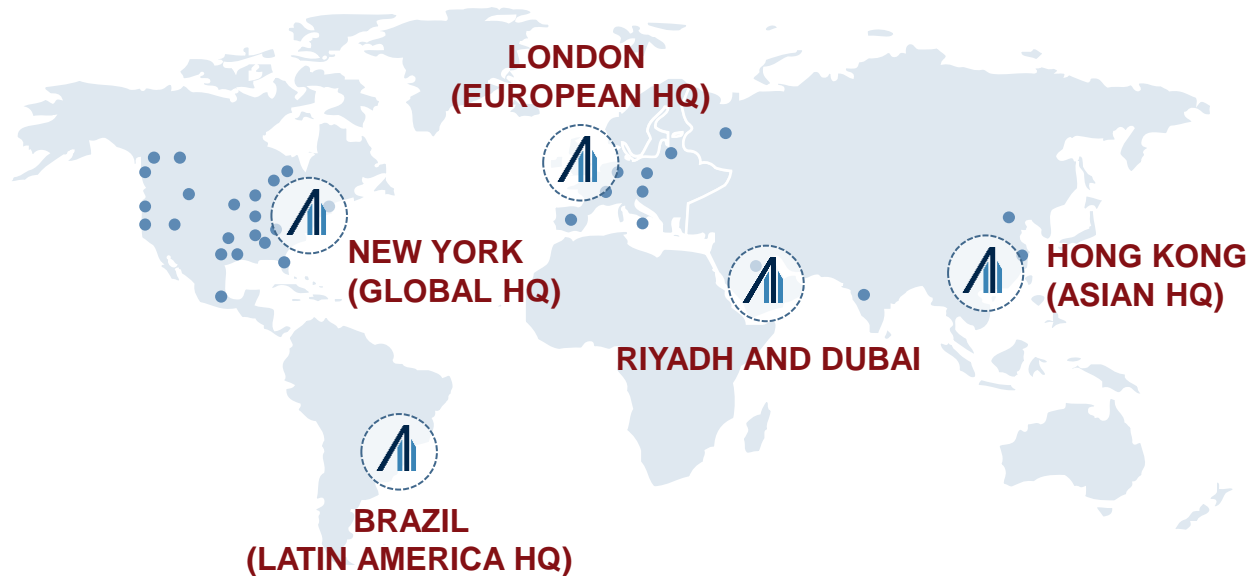 LONDON
(EUROPEAN HQ)
NEW YORK
(GLOBAL HQ)
HONG KONG
(ASIAN HQ)
RIYADH AND DUBAI
BRAZIL
(LATIN AMERICA HQ)